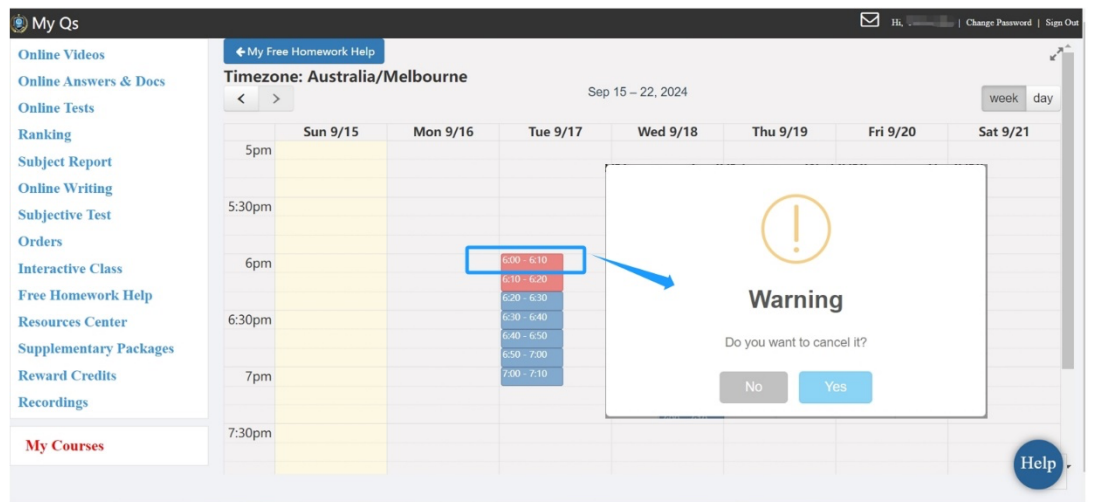 My Qs
Hi, | Change Password | Sign Out
Online Videos
Online Answers & Docs
Online Tests
Ranking
Subject Report
Online Writing
Subjective Test
Orders
Interactive Class
Free Homework Help
Resources Center
Supplementary Packages
Reward Credits
Recordings
My Courses
My Free Homework Help
Timezone: Australia/Melbourne
Sep 15 – 22, 2024
week day
Sun 9/15 Mon 9/16 Tue 9/17 Wed 9/18 Thu 9/19 Fri 9/20 Sat 9/21
5pm
5:30pm
6pm
6:00 - 6:10
6:10 - 6:20
6:20 - 6:30
6:30pm
6:30 - 6:40
6:40 - 6:50
6:50 - 7:00
7pm
7:00 - 7:10
7:30pm
Warning
Do you want to cancel it?
No Yes
Help